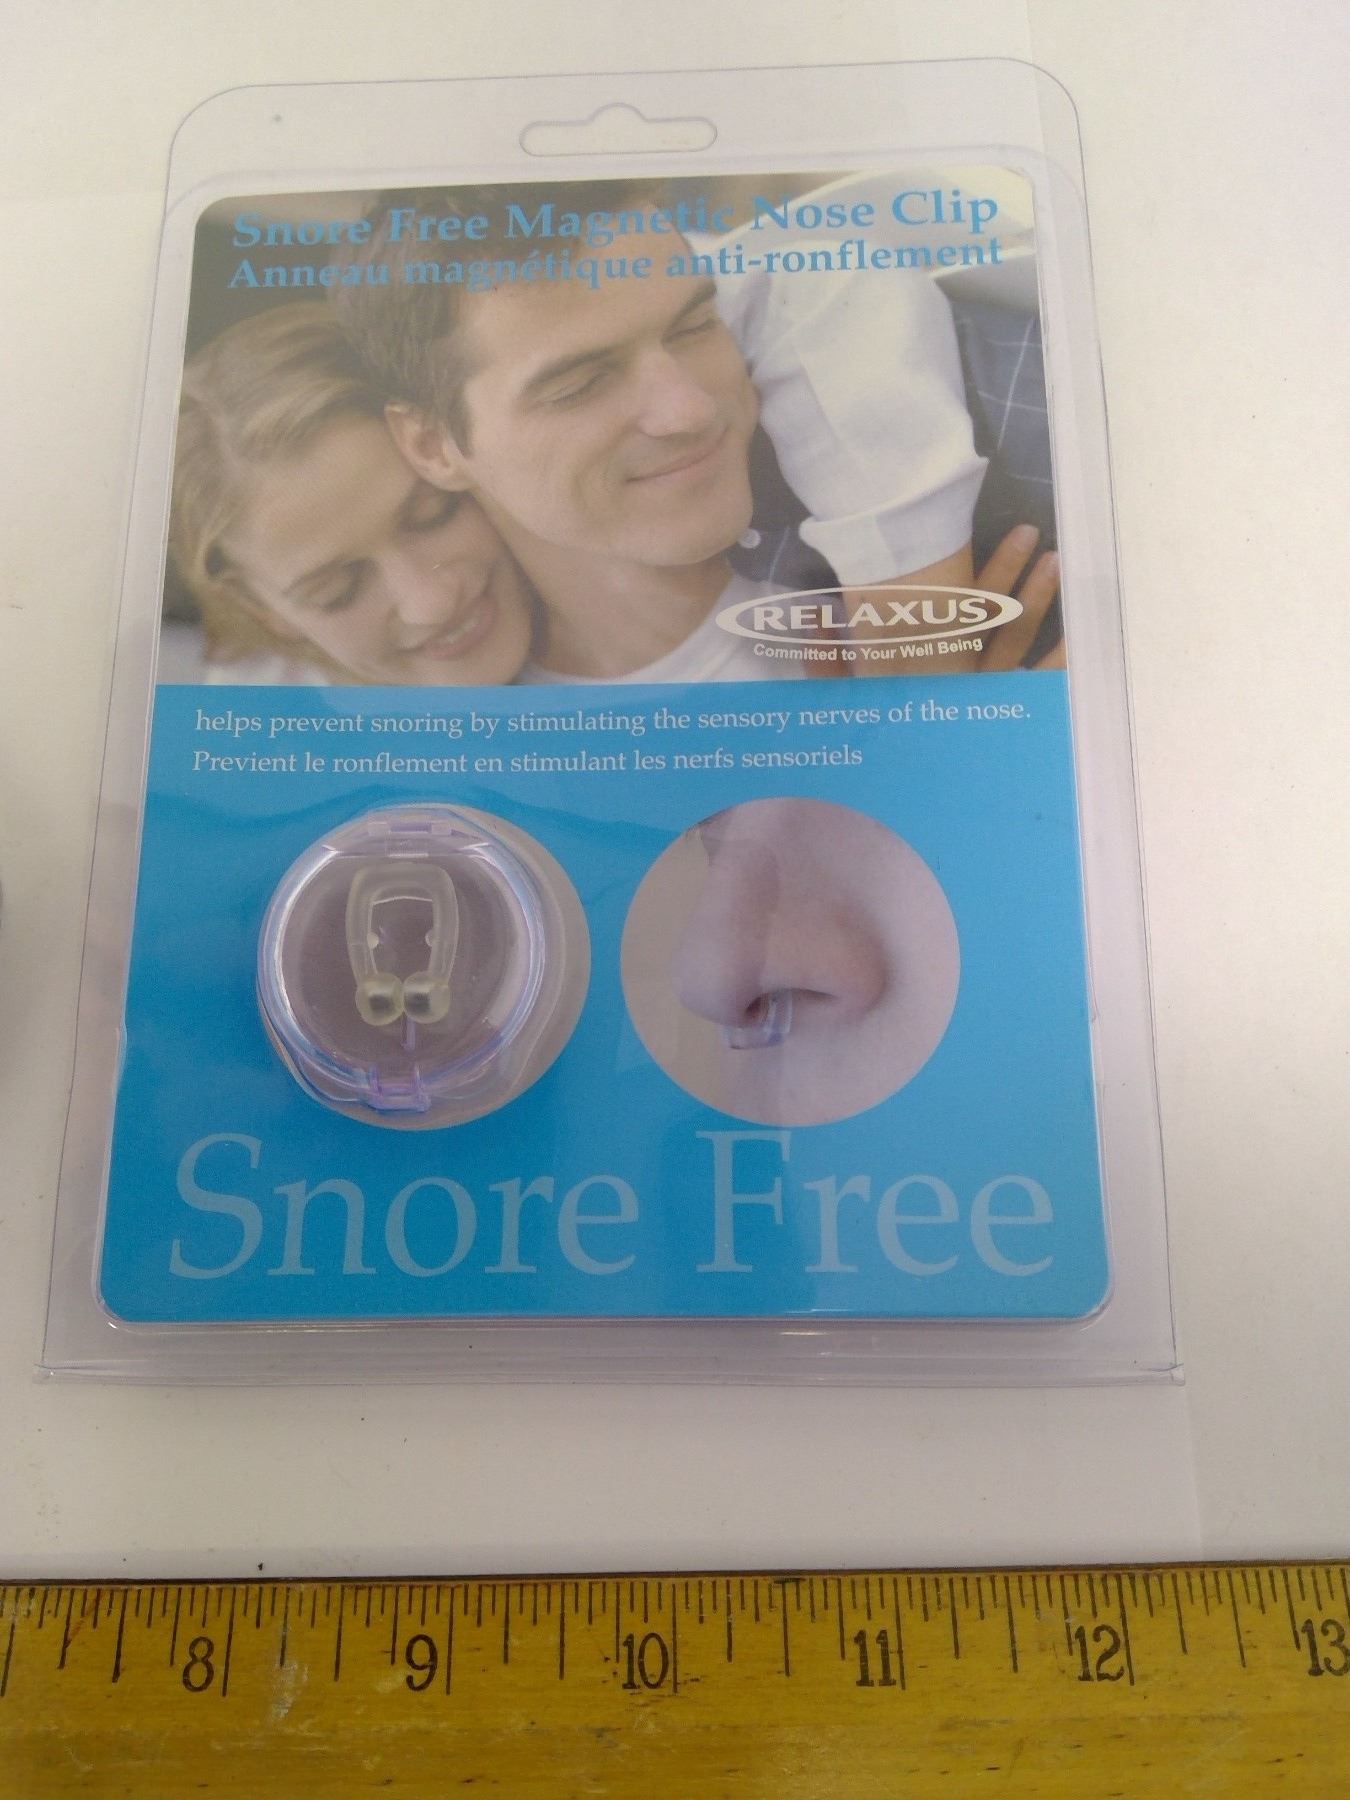 Snore Free Magnetic Nose Clip
Anneau magnétique anti-ronflement
RELAXUS
Committed to Your Well Being
helps prevent snoring by stimulating the sensory nerves of the nose.
Previent le ronflement en stimulant les nerfs sensoriels
Snore Free
8 9 10 11 12 13